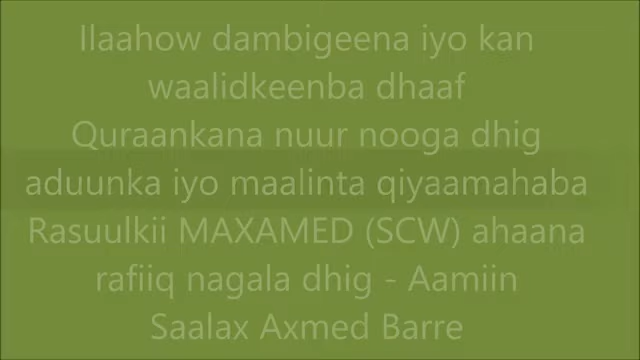 Ilaahow dambigeena iyo kan
waalidkeenba dhaaf
Quraankana nuur nooga dhig
aduunka iyo maalinta qiyaamahaba
Rasuulkii MAXAMED (SCW) ahaana
rafiiq nagala dhig - Aamiin
Saalax Axmed Barre